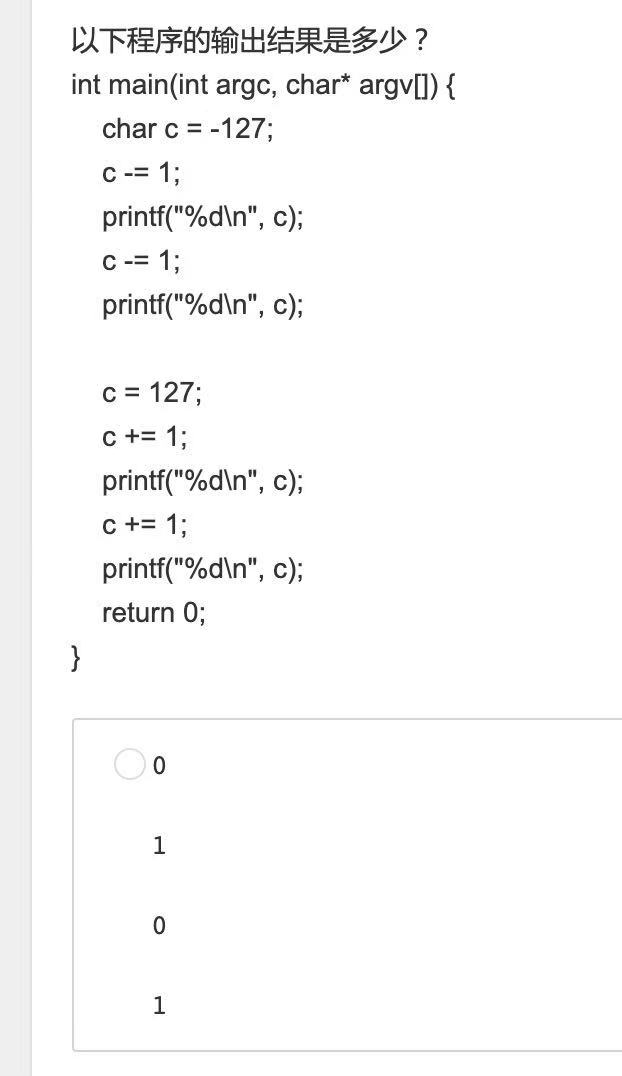 以下程序的输出结果是多少？
int main(int argc, char* argv[]) {
char c = -127;
c -= 1;
printf("%d\n", c);
c -= 1;
printf("%d\n", c);
c = 127;
c += 1;
printf("%d\n", c);
c += 1;
printf("%d\n", c);
return 0;
}
0
1
0
1